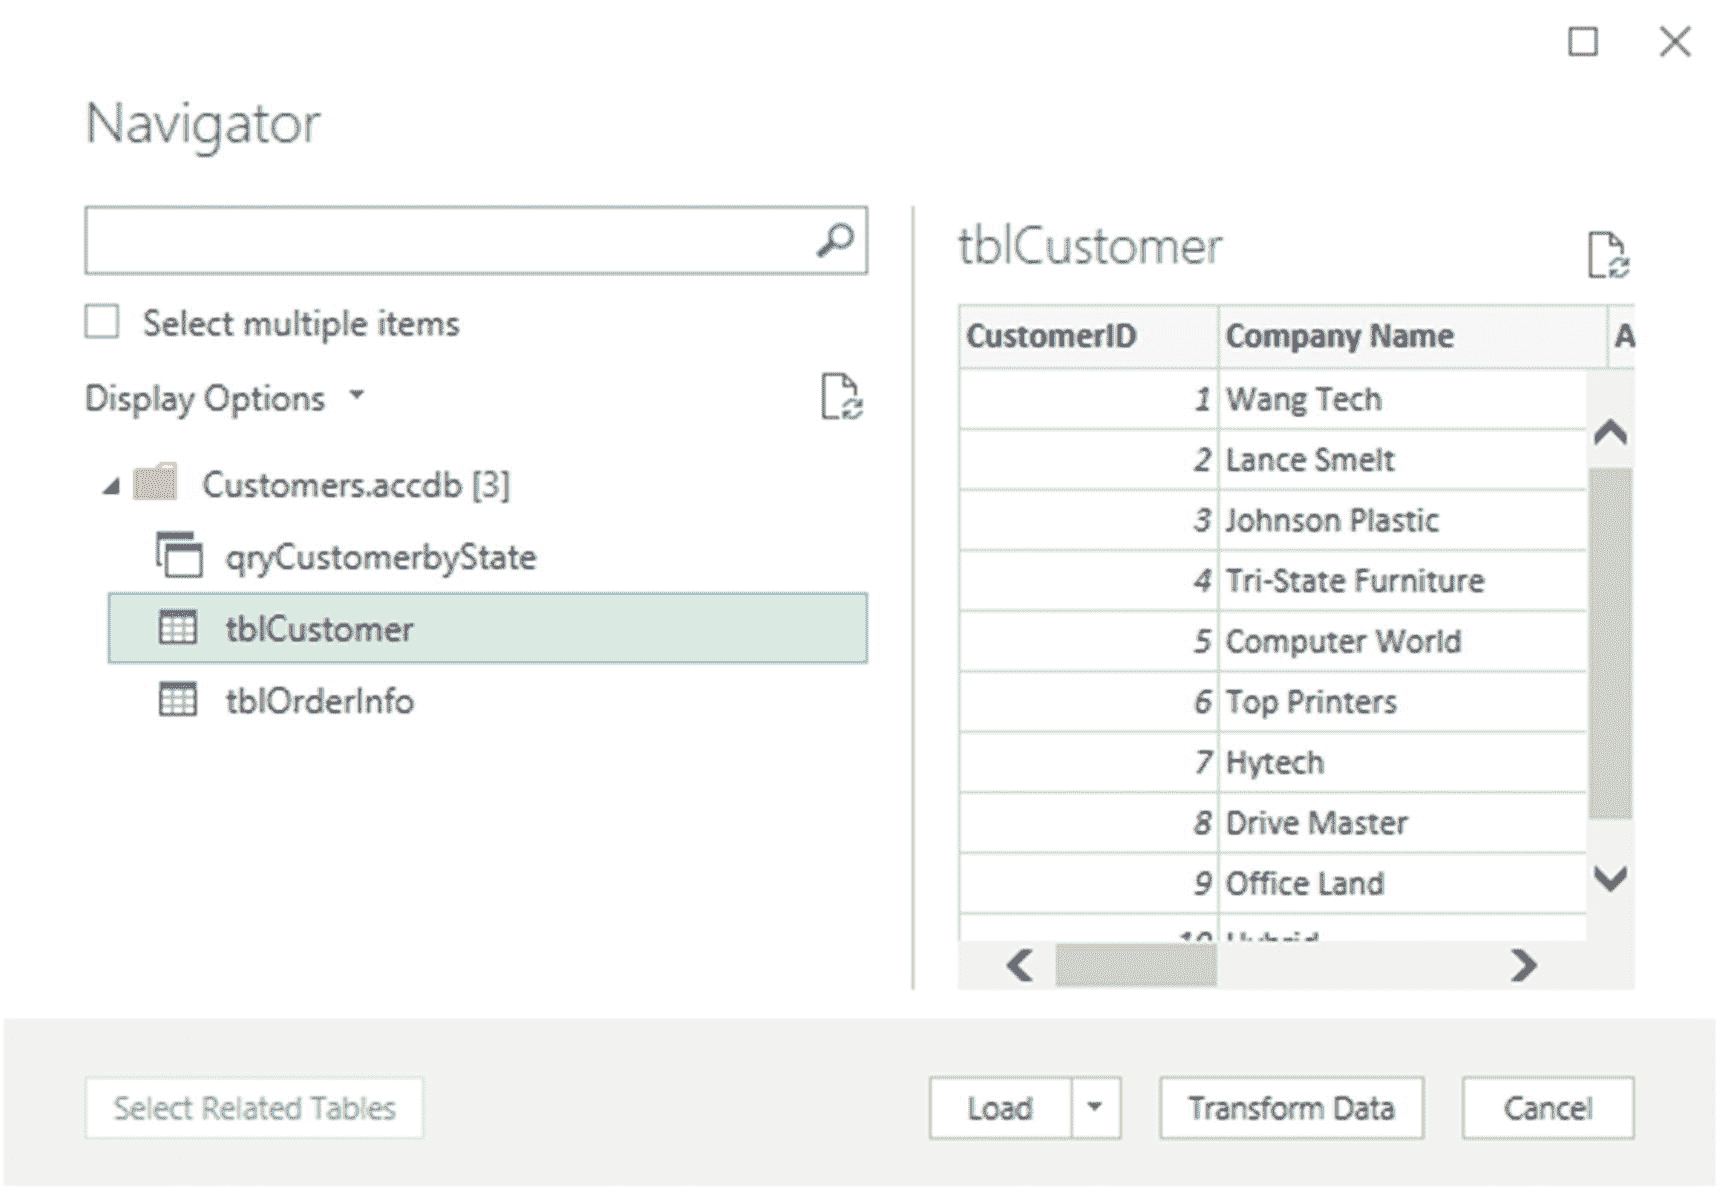 Navigator
Select multiple items
Display Options
Customers.accdb [3]
qryCustomerbyState
tblCustomer
tblOrderInfo
tblCustomer
CustomerID Company Name A
1 Wang Tech
2 Lance Smelt
3 Johnson Plastic
4 Tri-State Furniture
5 Computer World
6 Top Printers
7 Hytech
8 Drive Master
9 Office Land
10 Hybrid
Select Related Tables
Load Transform Data Cancel